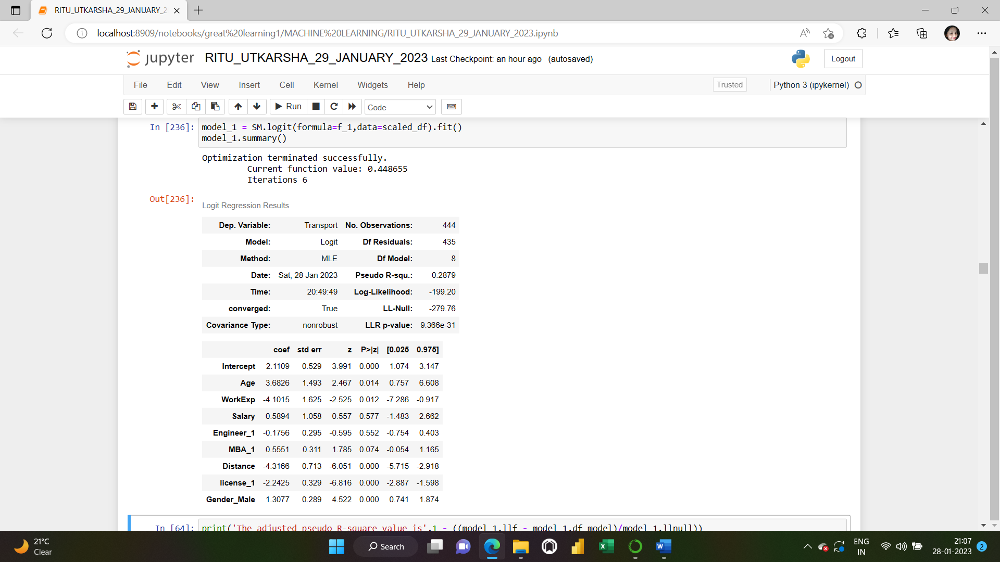 RITU_UTKARSHA_29_JANUARY_2
localhost:8909/notebooks/great%20learning1/MACHINE%20LEARNING/RITU_UTKARSHA_29_JANUARY_2023.ipynb
jupyter RITU_UTKARSHA_29_JANUARY_2023 Last Checkpoint: an hour ago (autosaved) Logout
File Edit View Insert Cell Kernel Widgets Help Trusted Python 3 (ipykernel)
Run Code
In [236]: model_1 = SM.logit(formula=f_1,data=scaled_df).fit()
model_1.summary()
Optimization terminated successfully.
Current function value: 0.448655
Iterations 6
Out[236]:
Logit Regression Results
Dep. Variable: Transport No. Observations: 444
Model: Logit Df Residuals: 435
Method: MLE Df Model: 8
Date: Sat, 28 Jan 2023 Pseudo R-squ.: 0.2879
Time: 20:49:49 Log-Likelihood: -199.20
converged: True LL-Null: -279.76
Covariance Type: nonrobust LLR p-value: 9.366e-31
coef std err z P>|z| [0.025 0.975]
Intercept 2.1109 0.529 3.991 0.000 1.074 3.147
Age 3.6826 1.493 2.467 0.014 0.757 6.608
WorkExp -4.1015 1.625 -2.525 0.012 -7.286 -0.917
Salary 0.5894 1.058 0.557 0.577 -1.483 2.662
Engineer_1 -0.1756 0.295 -0.595 0.552 -0.754 0.403
MBA_1 0.5551 0.311 1.785 0.074 -0.054 1.165
Distance -4.3166 0.713 -6.051 0.000 -5.715 -2.918
license_1 -2.2425 0.329 -6.816 0.000 -2.887 -1.598
Gender_Male 1.3077 0.289 4.522 0.000 0.741 1.874
In [64]: print('The adjusted pseudo R-square value is',1 - ((model_1.llf - model_1.df_model)/model_1.llnull))
21°C
Clear
Search
ENG
IN
21:07
28-01-2023
2